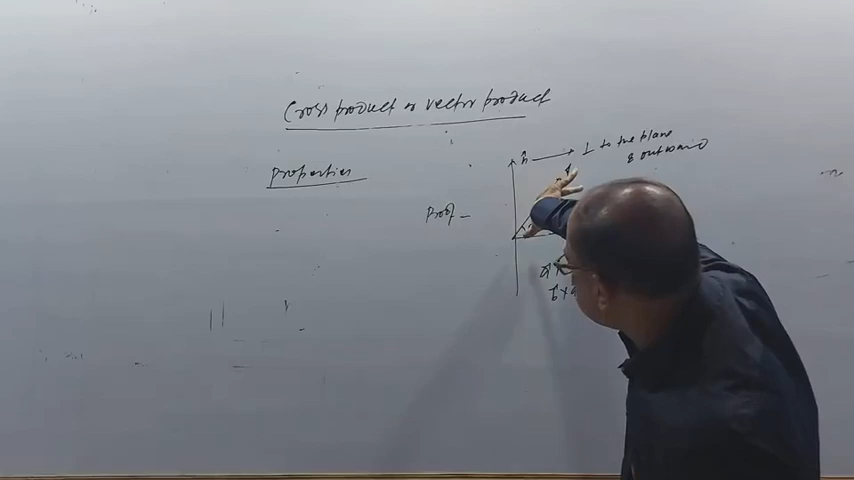 Cross product or vector product
Properties
n̂ → ⊥ to the plane
& outward
Proof –